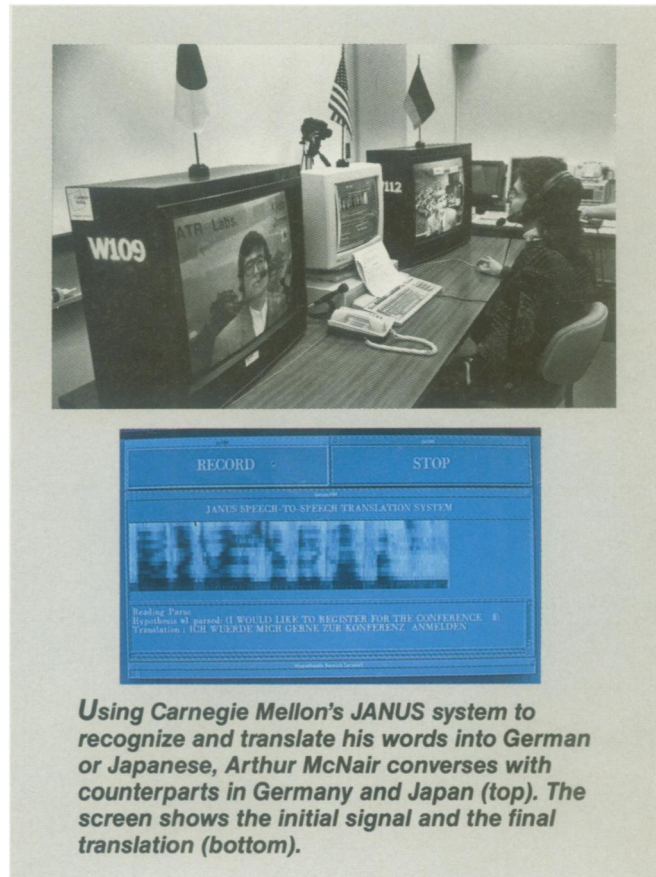 ATR Labs.
W109
W112
RECORD
STOP
JANUS SPEECH-TO-SPEECH TRANSLATION SYSTEM
Reading Parse
Hypothesis #1 parsed: (I WOULD LIKE TO REGISTER FOR THE CONFERENCE
Translation : ICH WUERDE MICH GERNE ZUR KONFERENZ ANMELDEN
Using Carnegie Mellon's JANUS system to
recognize and translate his words into German
or Japanese, Arthur McNair converses with
counterparts in Germany and Japan (top). The
screen shows the initial signal and the final
translation (bottom).